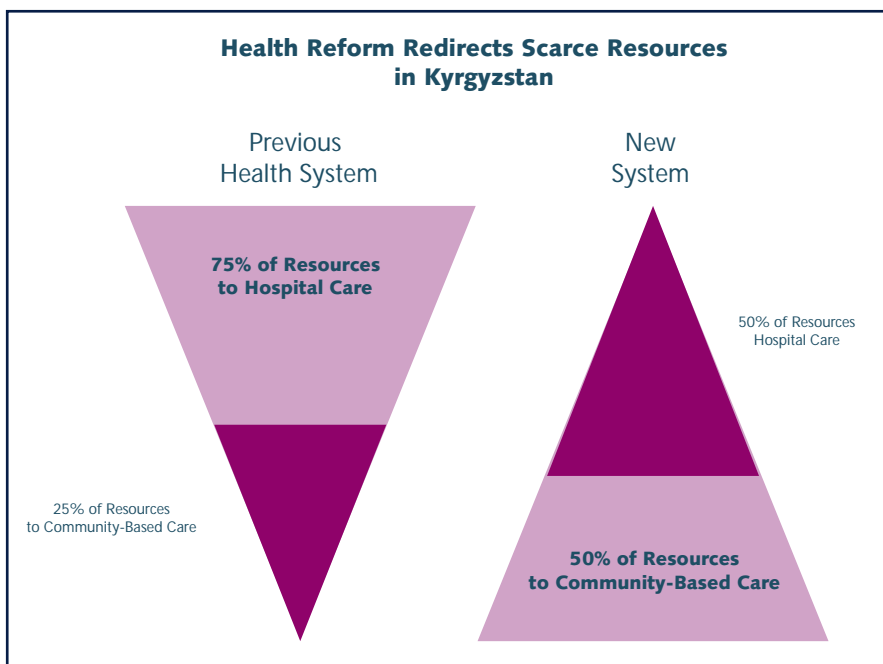 Health Reform Redirects Scarce Resources
in Kyrgyzstan
Previous
Health System
New
System
75% of Resources
to Hospital Care
50% of Resources
Hospital Care
25% of Resources
to Community-Based Care
50% of Resources
to Community-Based Care